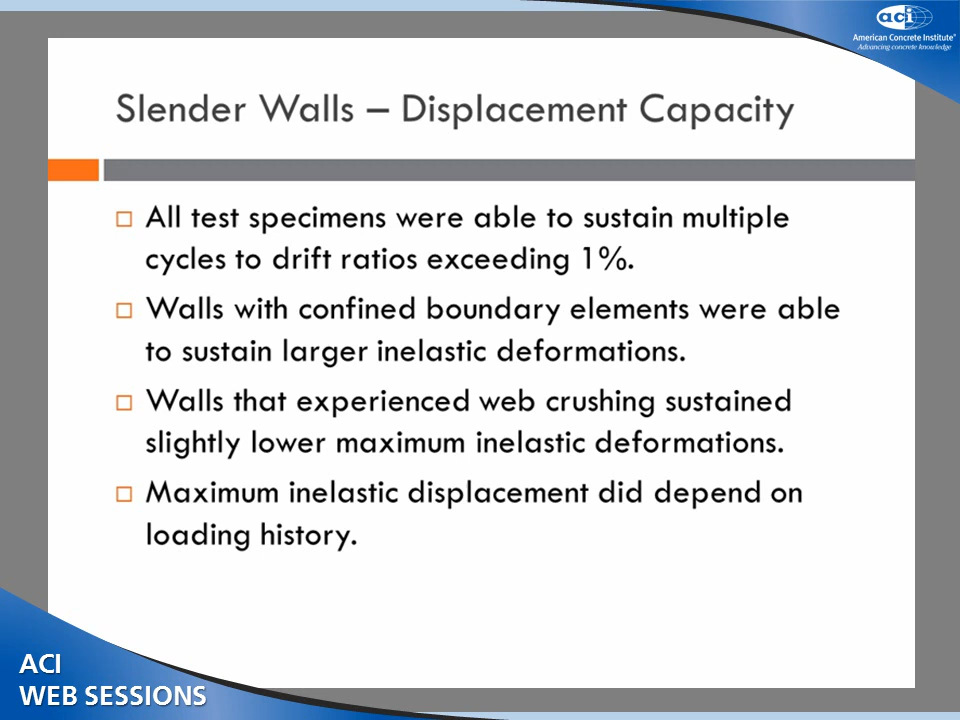 aci
American Concrete Institute®
Advancing concrete knowledge
Slender Walls – Displacement Capacity
All test specimens were able to sustain multiple
cycles to drift ratios exceeding 1%.
Walls with confined boundary elements were able
to sustain larger inelastic deformations.
Walls that experienced web crushing sustained
slightly lower maximum inelastic deformations.
Maximum inelastic displacement did depend on
loading history.
ACI
WEB SESSIONS